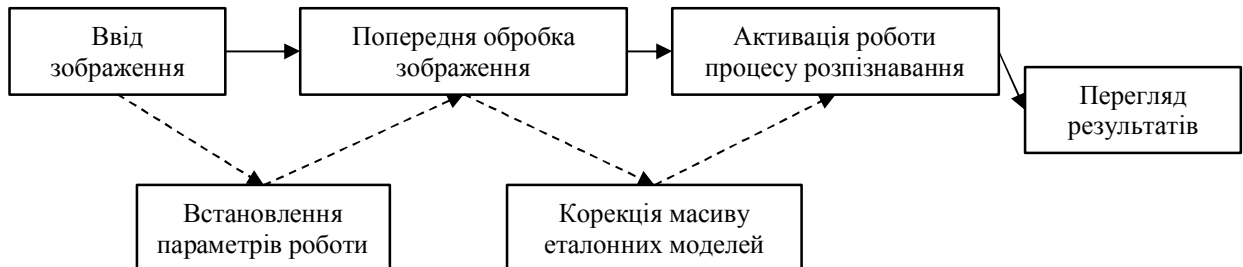 Ввід
зображення
Попередня обробка
зображення
Активація роботи
процесу розпізнавання
Перегляд
результатів
Встановлення
параметрів роботи
Корекція масиву
еталонних моделей